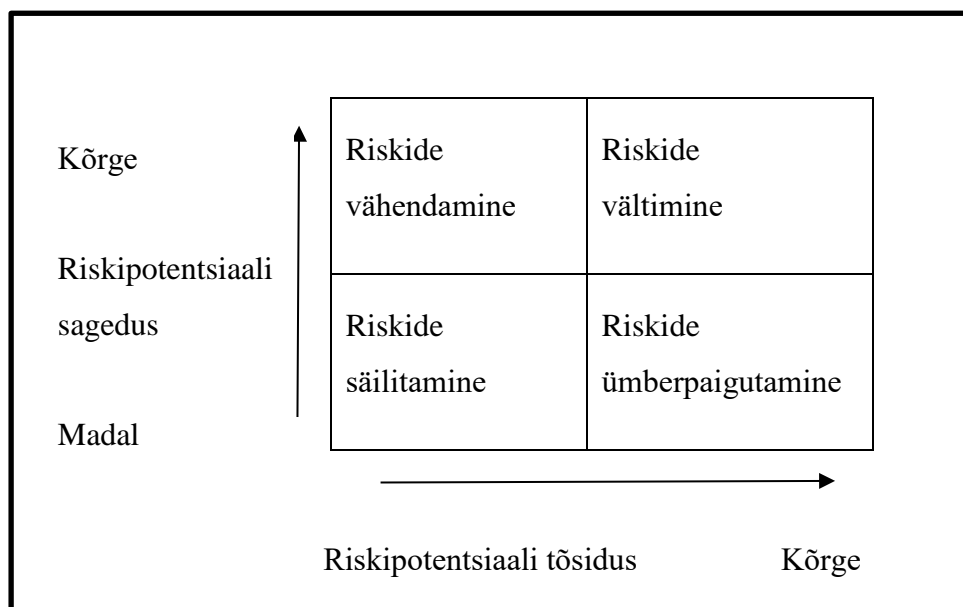 Kõrge
Riskipotentsiaali
sagedus
Madal
Riskide
vähendamine
Riskide
vältimine
Riskide
säilitamine
Riskide
ümberpaigutamine
Riskipotentsiaali tõsidus
Kõrge